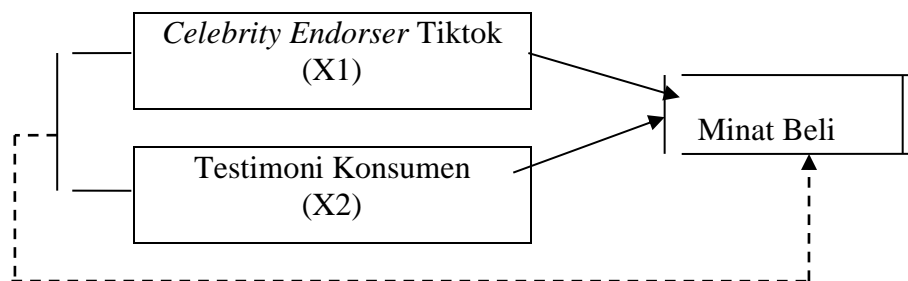 Celebrity Endorser Tiktok
(X1)
Minat Beli
Testimoni Konsumen
(X2)